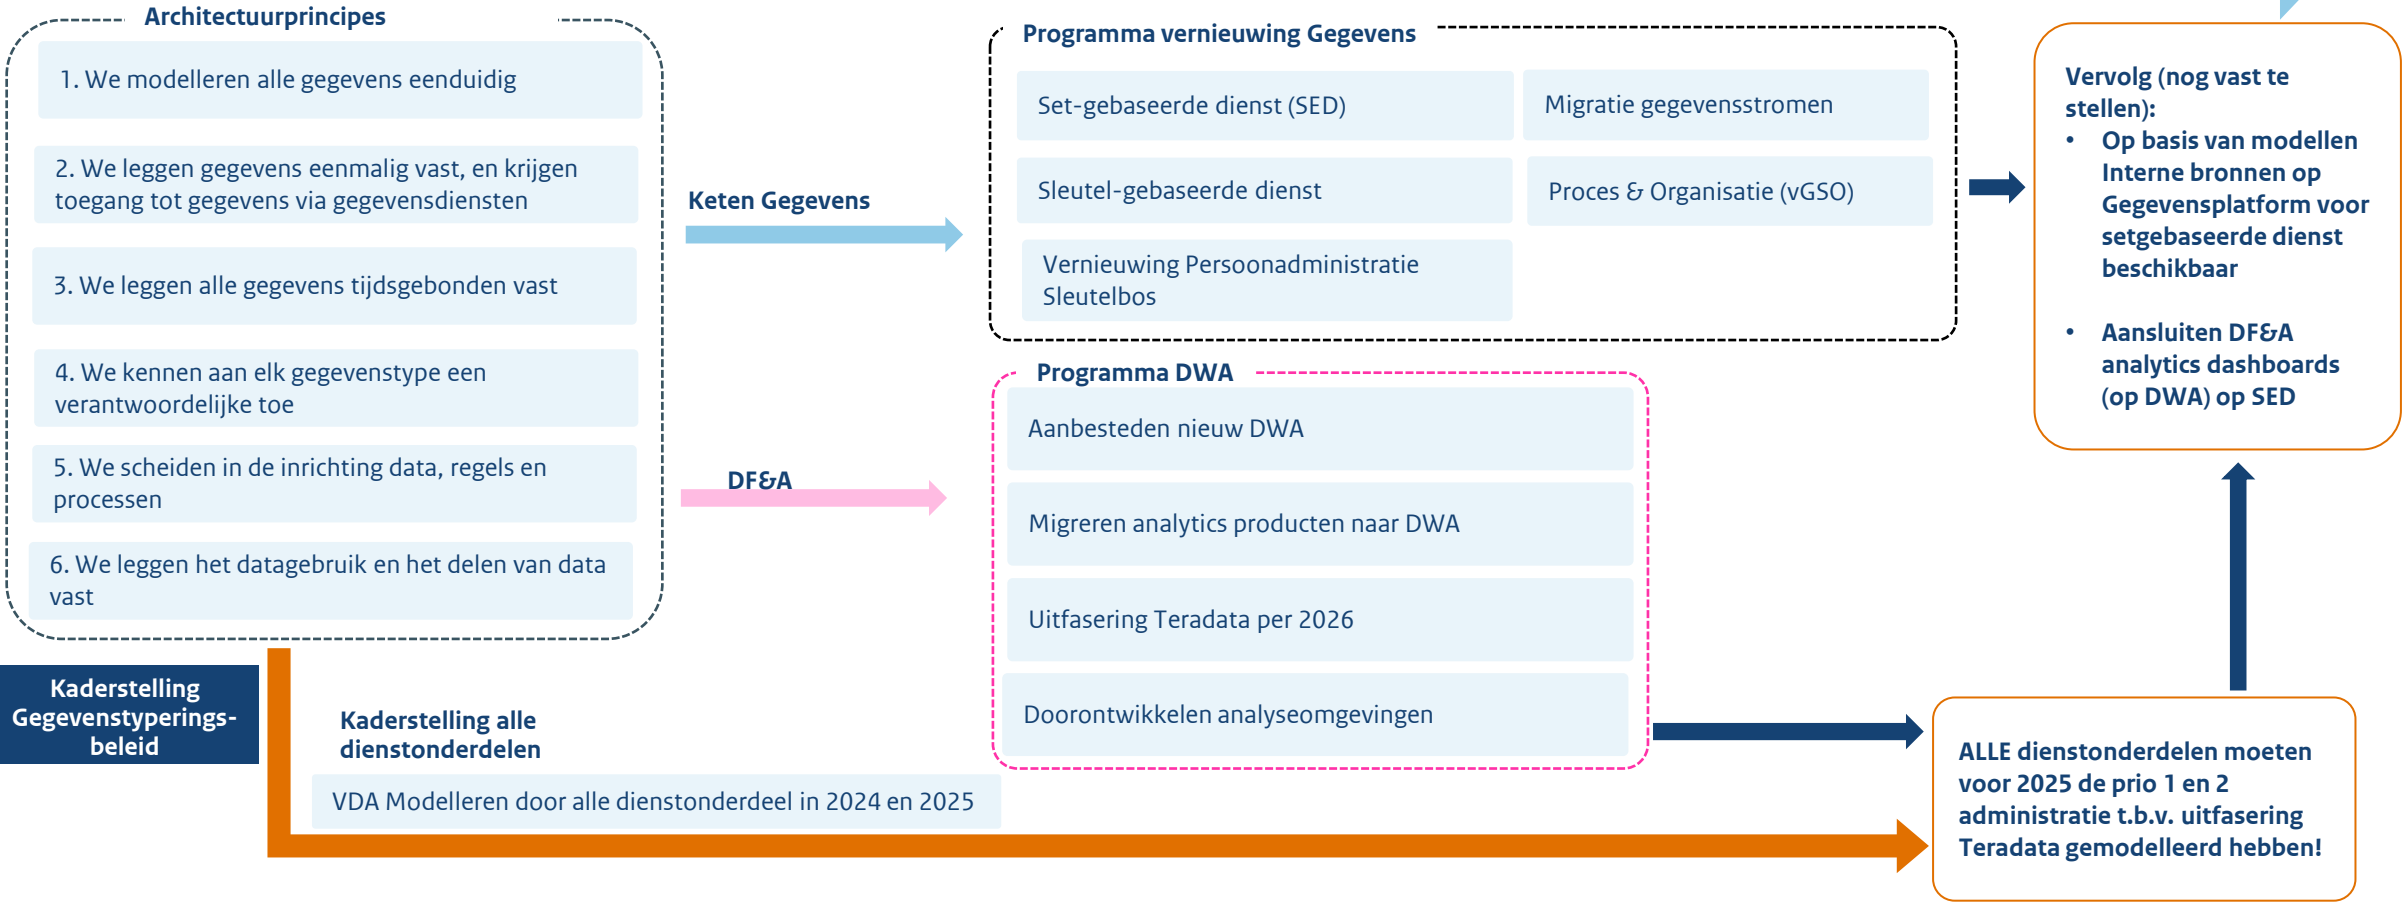 Architectuurprincipes
1. We modelleren alle gegevens eenduidig
2. We leggen gegevens eenmalig vast, en krijgen
toegang tot gegevens via gegevensdiensten
3. We leggen alle gegevens tijdsgebonden vast
4. We kennen aan elk gegevenstype een
verantwoordelijke toe
5. We scheiden in de inrichting data, regels en
processen
6. We leggen het datagebruik en het delen van data
vast
Keten Gegevens
DF&A
Programma vernieuwing Gegevens
Set-gebaseerde dienst (SED)
Migratie gegevensstromen
Sleutel-gebaseerde dienst
Proces & Organisatie (vGSO)
Vernieuwing Persoonadministratie
Sleutelbos
Programma DWA
Aanbesteden nieuw DWA
Migreren analytics producten naar DWA
Uitfasering Teradata per 2026
Doorontwikkelen analyseomgevingen
Vervolg (nog vast te
stellen):
• Op basis van modellen
Interne bronnen op
Gegevensplatform voor
setgebaseerde dienst
beschikbaar
• Aansluiten DF&A
analytics dashboards
(op DWA) op SED
Kaderstelling
Gegevenstyperings-
beleid
Kaderstelling alle
dienstonderdelen
VDA Modelleren door alle dienstonderdeel in 2024 en 2025
ALLE dienstonderdelen moeten
voor 2025 de prio 1 en 2
administratie t.b.v. uitfasering
Teradata gemodelleerd hebben!